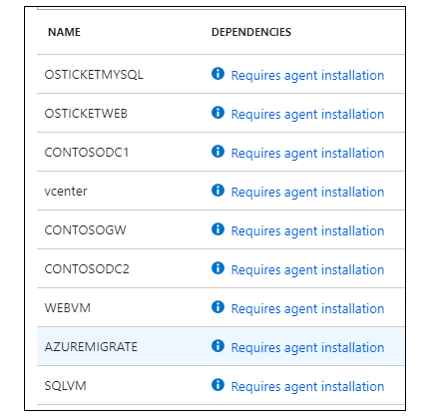 NAME DEPENDENCIES
OSTICKETMYSQL Requires agent installation
OSTICKETWEB Requires agent installation
CONTOSODC1 Requires agent installation
vcenter Requires agent installation
CONTOSOGW Requires agent installation
CONTOSODC2 Requires agent installation
WEBVM Requires agent installation
AZUREMIGRATE Requires agent installation
SQLVM Requires agent installation